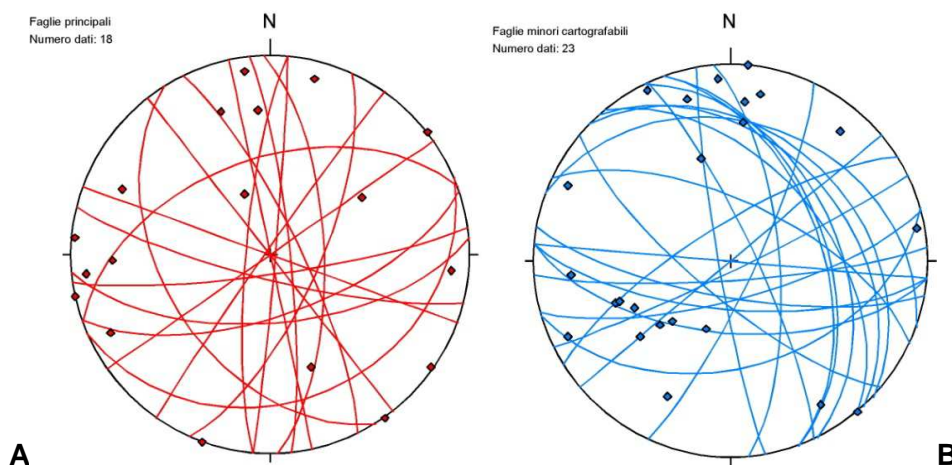 Faglie principali
Numero dati: 18
N
A
Faglie minori cartografabili
Numero dati: 23
N
B